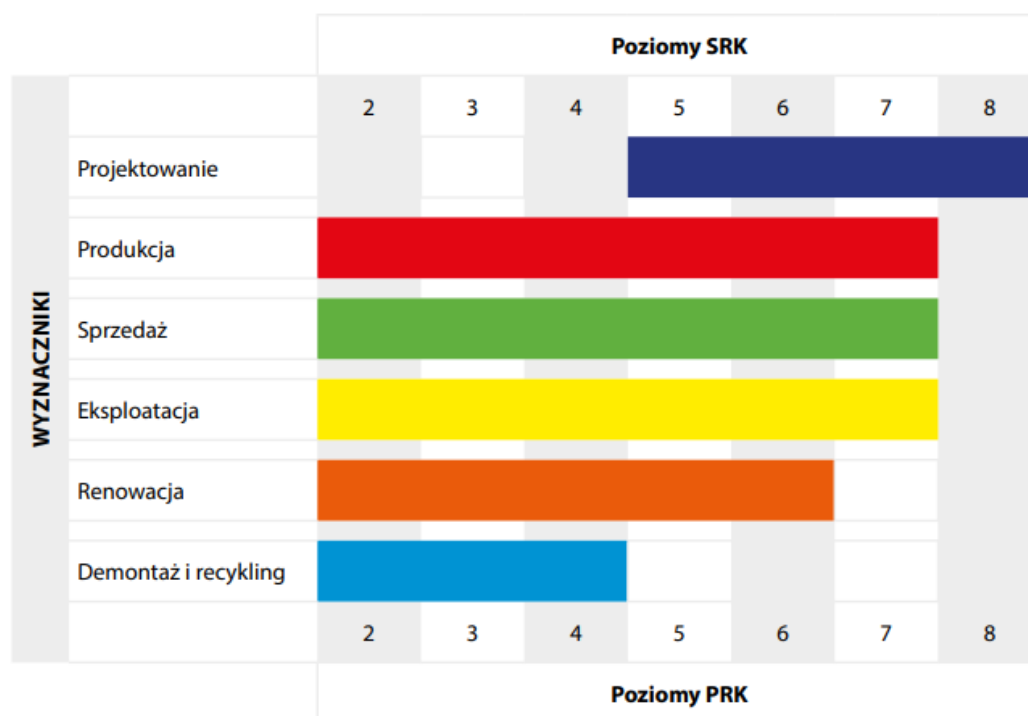 Poziomy SRK
2 3 4 5 6 7 8
Projektowanie
Produkcja
Sprzedaż
Eksploatacja
Renowacja
Demontaż i recykling
WYZNACZNIKI
2 3 4 5 6 7 8
Poziomy PRK